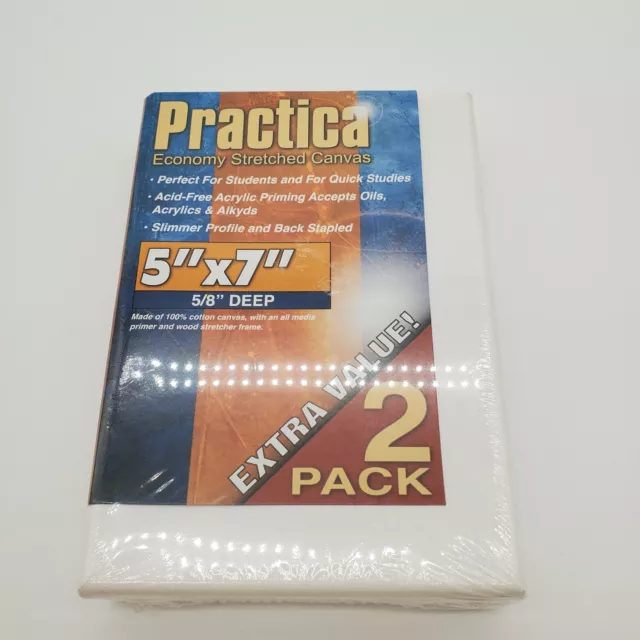 Practica
Economy Stretched Canvas
· Perfect For Students and For Quick Studies
· Acid-Free Acrylic Priming Accepts Oils,
Acrylics & Alkyds
· Slimmer Profile and Back Stapled
5"x7"
5/8" DEEP
Made of 100% cotton canvas, with an all media
primer and wood stretcher frame.
EXTRA VALUE!
2
PACK